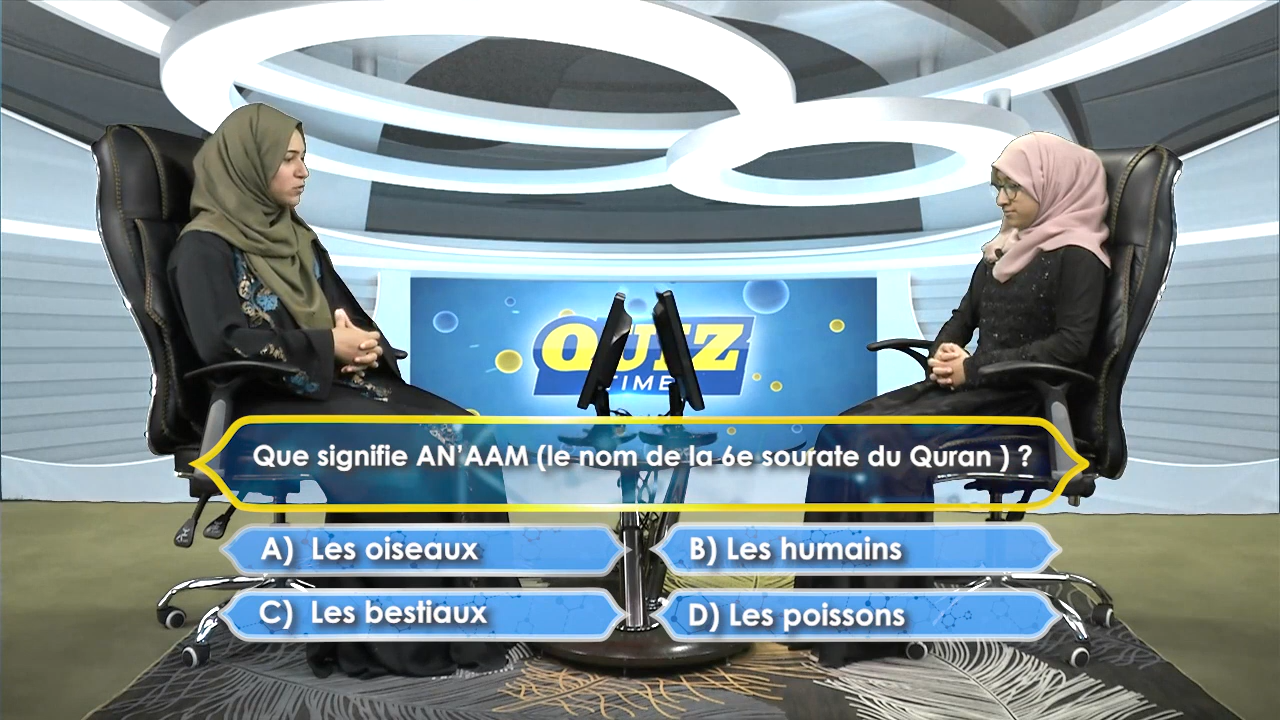 QUIZ
TIME
Que signifie AN'AAM (le nom de la 6e sourate du Quran ) ?
A) Les oiseaux
B) Les humains
C) Les bestiaux
D) Les poissons